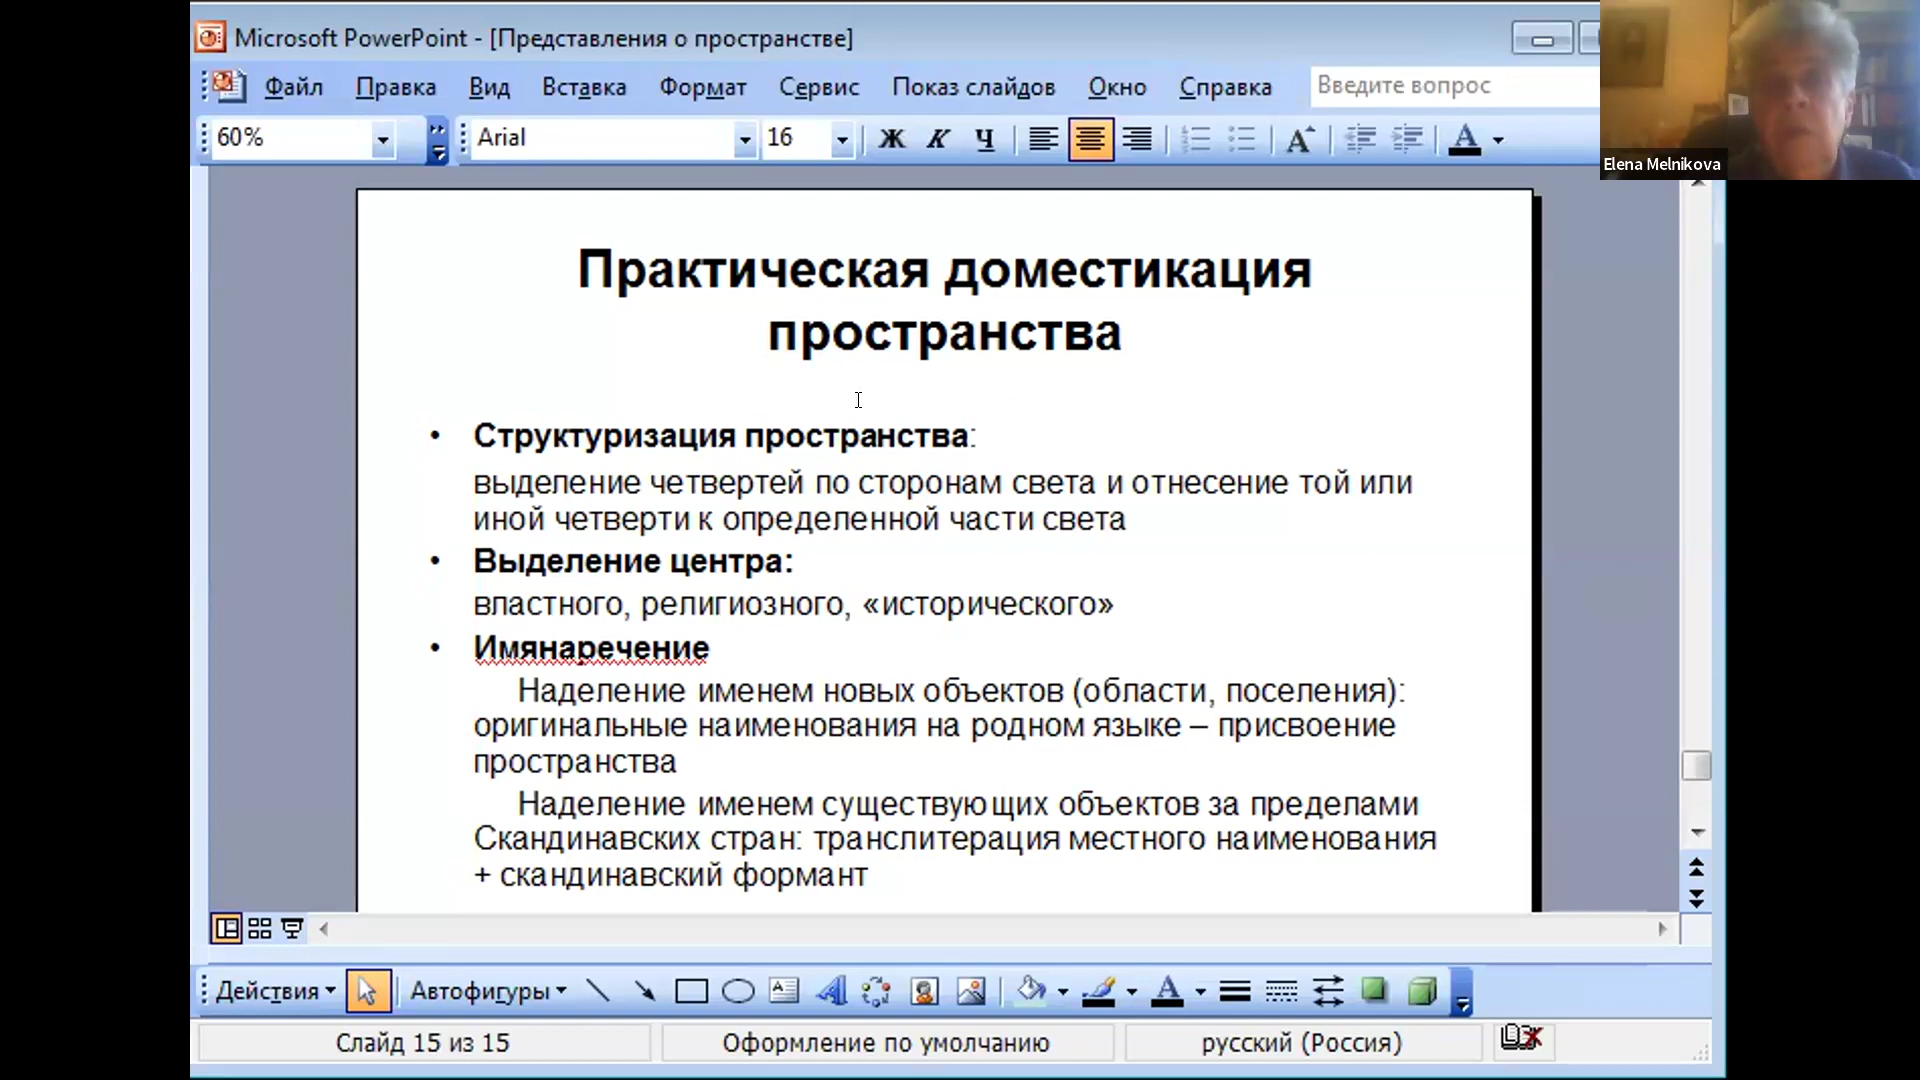 Microsoft PowerPoint - [Представления о пространстве]
Файл Правка Вид Вставка Формат Сервис Показ слайдов Окно Справка Введите вопрос
60% Arial 16 Ж К Ч A A
Elena Melnikova
Практическая доместикация
пространства
• Структуризация пространства:
выделение четвертей по сторонам света и отнесение той или
иной четверти к определенной части света
• Выделение центра:
властного, религиозного, «исторического»
• Имянаречение
Наделение именем новых объектов (области, поселения):
оригинальные наименования на родном языке – присвоение
пространства
Наделение именем существующих объектов за пределами
Скандинавских стран: транслитерация местного наименования
+ скандинавский формант
Действия Автофигуры A
Слайд 15 из 15 Оформление по умолчанию русский (Россия)